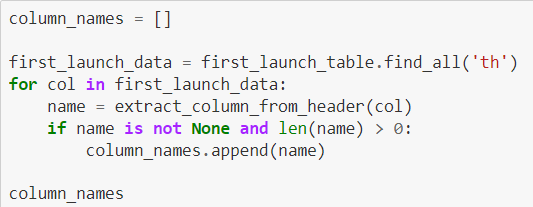 column_names = []
first_launch_data = first_launch_table.find_all('th')
for col in first_launch_data:
    name = extract_column_from_header(col)
    if name is not None and len(name) > 0:
        column_names.append(name)
column_names